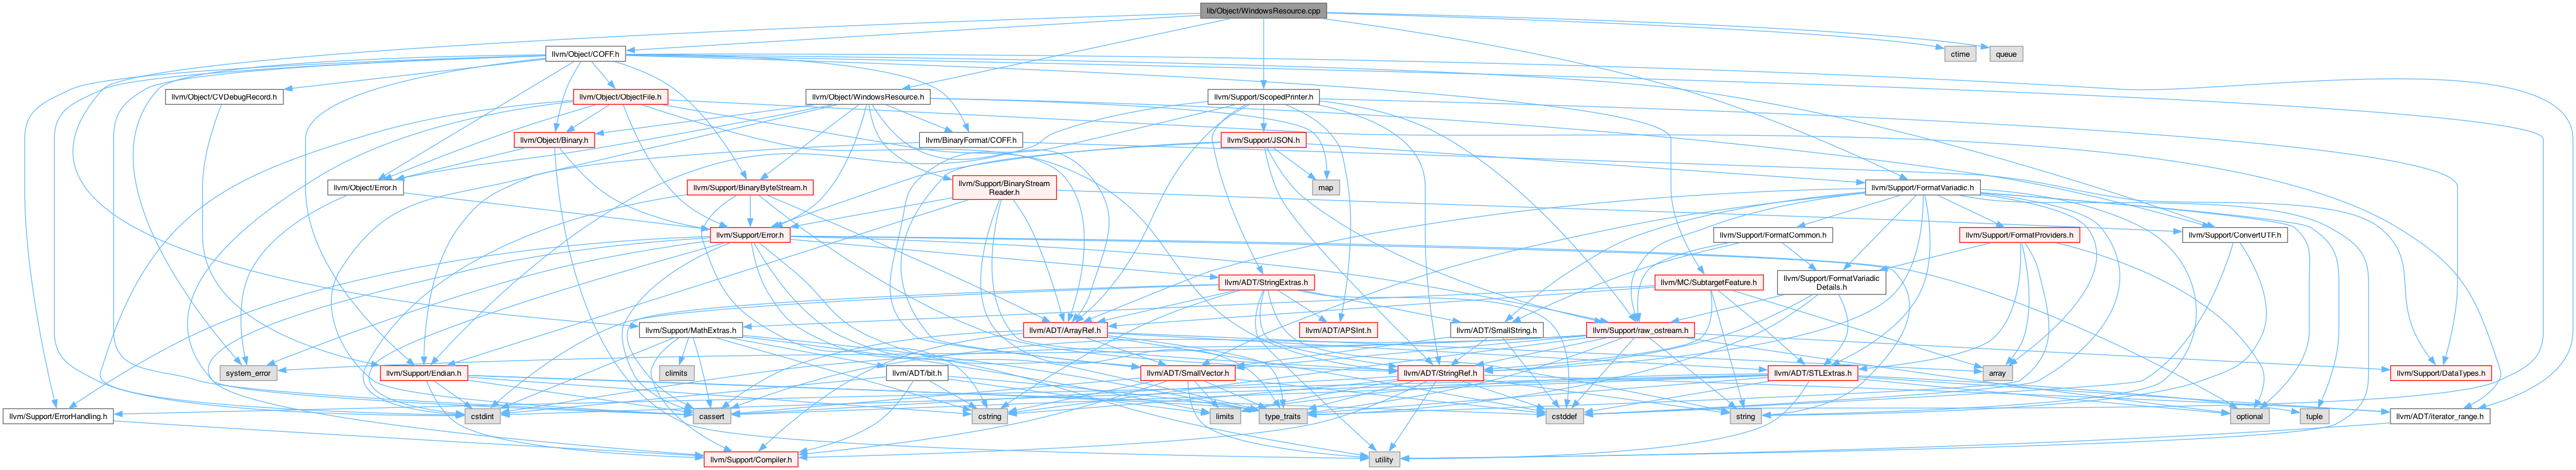 lib/Object/WindowsResource.cpp
llvm/Object/COFF.h
ctime
queue
llvm/Object/CVDebugRecord.h
llvm/Object/ObjectFile.h
llvm/Object/WindowsResource.h
llvm/Support/ScopedPrinter.h
llvm/Object/Binary.h
llvm/BinaryFormat/COFF.h
llvm/Support/JSON.h
llvm/Object/Error.h
llvm/Support/BinaryByteStream.h
llvm/Support/BinaryStream
Reader.h
map
llvm/Support/FormatVariadic.h
llvm/Support/Error.h
llvm/Support/FormatCommon.h
llvm/Support/FormatProviders.h
llvm/Support/ConvertUTF.h
llvm/ADT/StringExtras.h
llvm/MC/SubtargetFeature.h
llvm/Support/FormatVariadic
Details.h
llvm/Support/MathExtras.h
llvm/ADT/ArrayRef.h
llvm/ADT/APSInt.h
llvm/ADT/SmallString.h
llvm/Support/raw_ostream.h
system_error
llvm/Support/Endian.h
climits
llvm/ADT/bit.h
llvm/ADT/SmallVector.h
llvm/ADT/StringRef.h
llvm/ADT/STLExtras.h
array
llvm/Support/DataTypes.h
llvm/Support/ErrorHandling.h
cstdint
cassert
cstring
limits
type_traits
cstddef
string
optional
tuple
llvm/ADT/iterator_range.h
llvm/Support/Compiler.h
utility